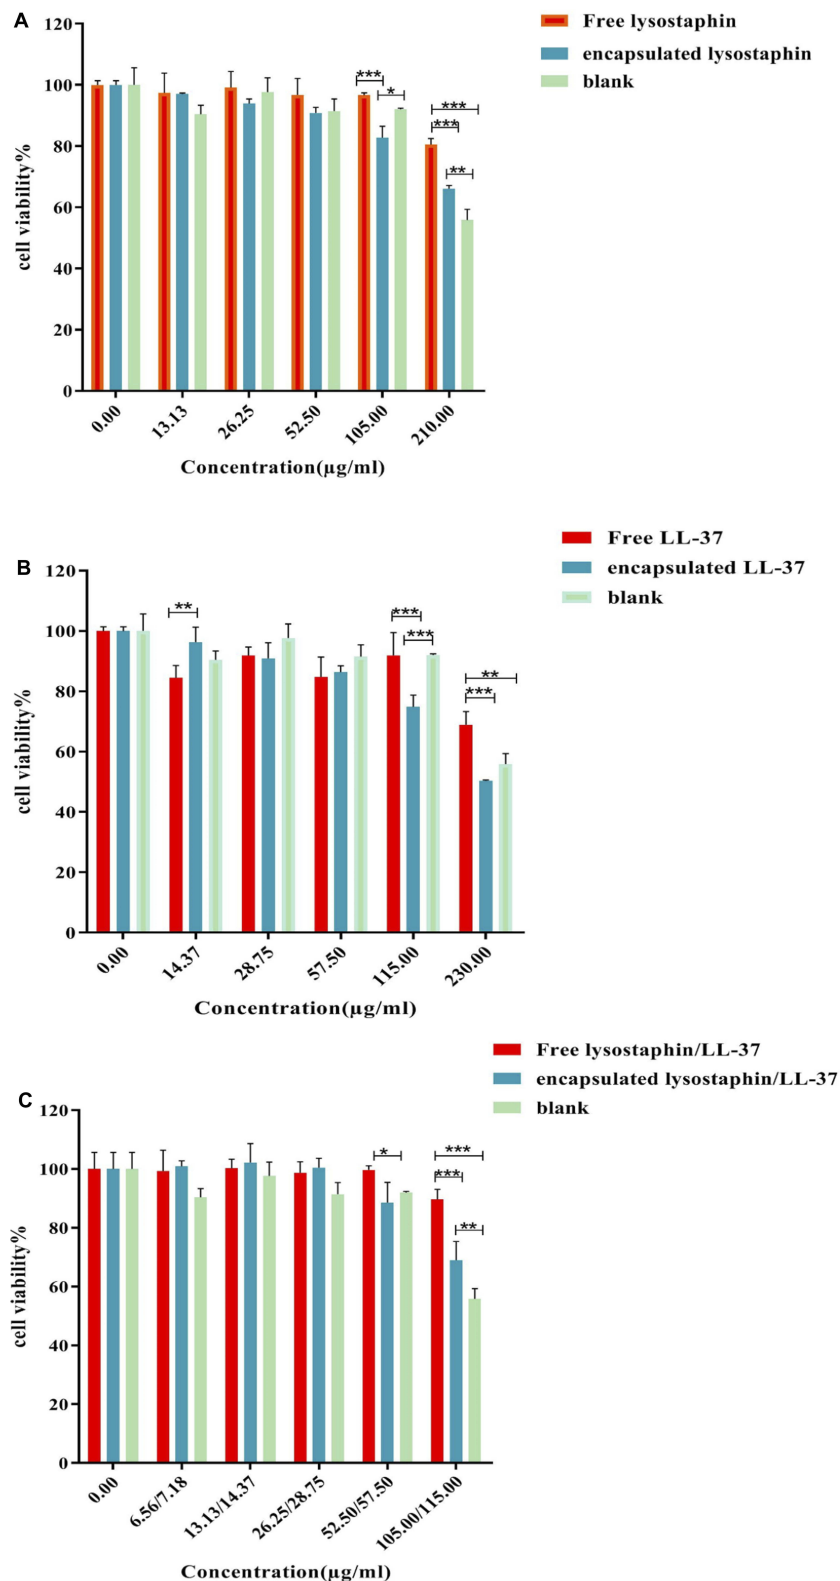 A
Free lysostaphin
encapsulated lysostaphin
blank
120
100
80
60
40
20
0
cell viability%
***
*
***
***
**
0.00
13.13
26.25
52.50
105.00
210.00
Concentration(µg/ml)
B
Free LL-37
encapsulated LL-37
blank
120
100
80
60
40
20
0
cell viability%
**
***
***
**
***
0.00
14.37
28.75
57.50
115.00
230.00
Concentration(µg/ml)
C
Free lysostaphin/LL-37
encapsulated lysostaphin/LL-37
blank
120
100
80
60
40
20
0
cell viability%
*
***
***
**
0.00
6.56/7.18
13.13/14.37
26.25/28.75
52.50/57.50
105.00/115.00
Concentration(µg/ml)